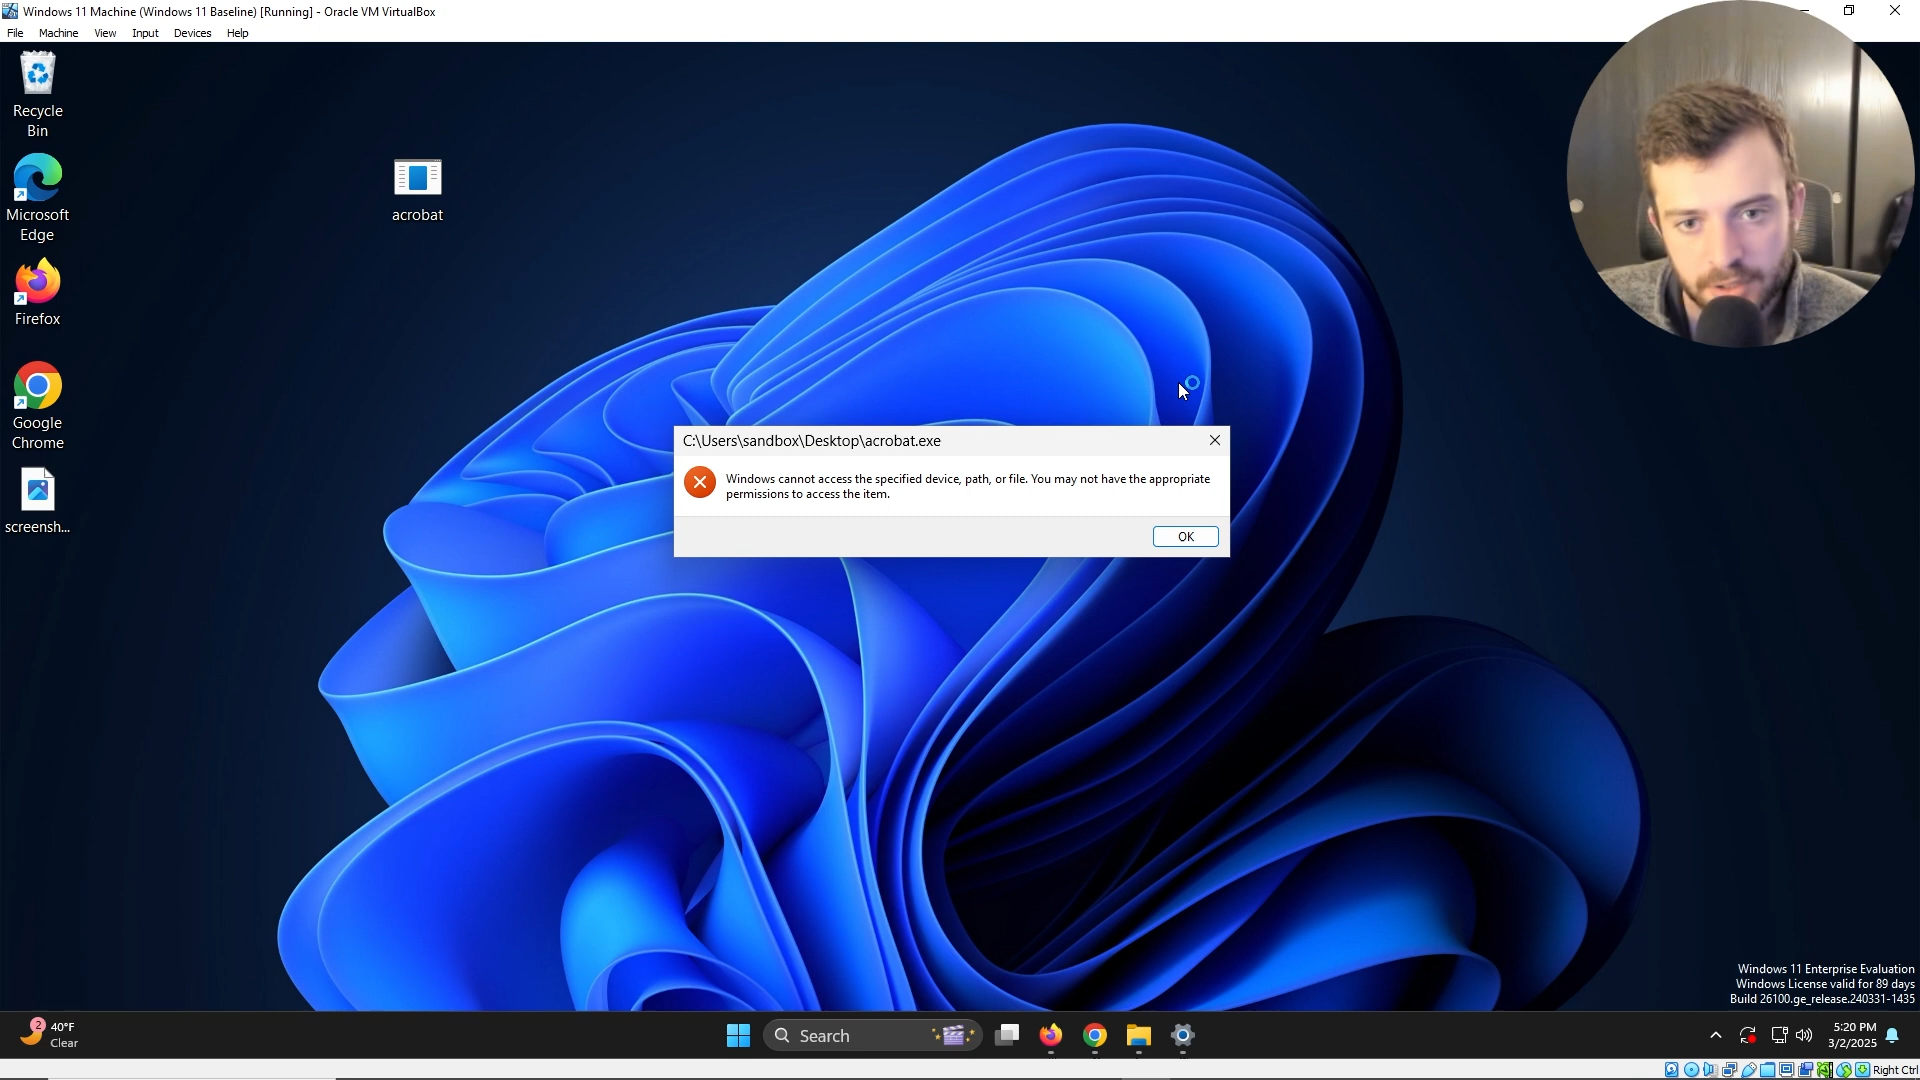 Windows 11 Machine (Windows 11 Baseline) [Running] - Oracle VM VirtualBox
File Machine View Input Devices Help
Recycle
Bin
Microsoft
Edge
Firefox
Google
Chrome
screensh...
acrobat
C:\Users\sandbox\Desktop\acrobat.exe
Windows cannot access the specified device, path, or file. You may not have the appropriate
permissions to access the item.
OK
Windows 11 Enterprise Evaluation
Windows License valid for 89 days
Build 26100.ge_release.240331-1435
2
40°F
Clear
Search
5:20 PM
3/2/2025
Right Ctrl